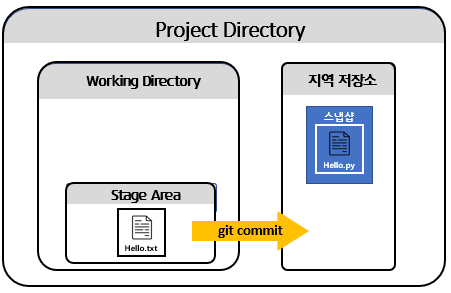 Project Directory
Working Directory
지역 저장소
스냅샷
Hello.py
Stage Area
Hello.txt
git commit